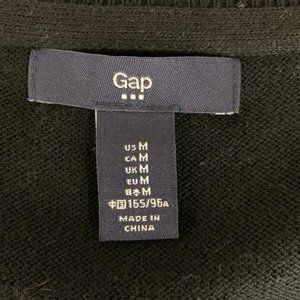 Gap
US M
CA M
UK M
EU M
日本 M
中国 165/96A
MADE IN
CHINA